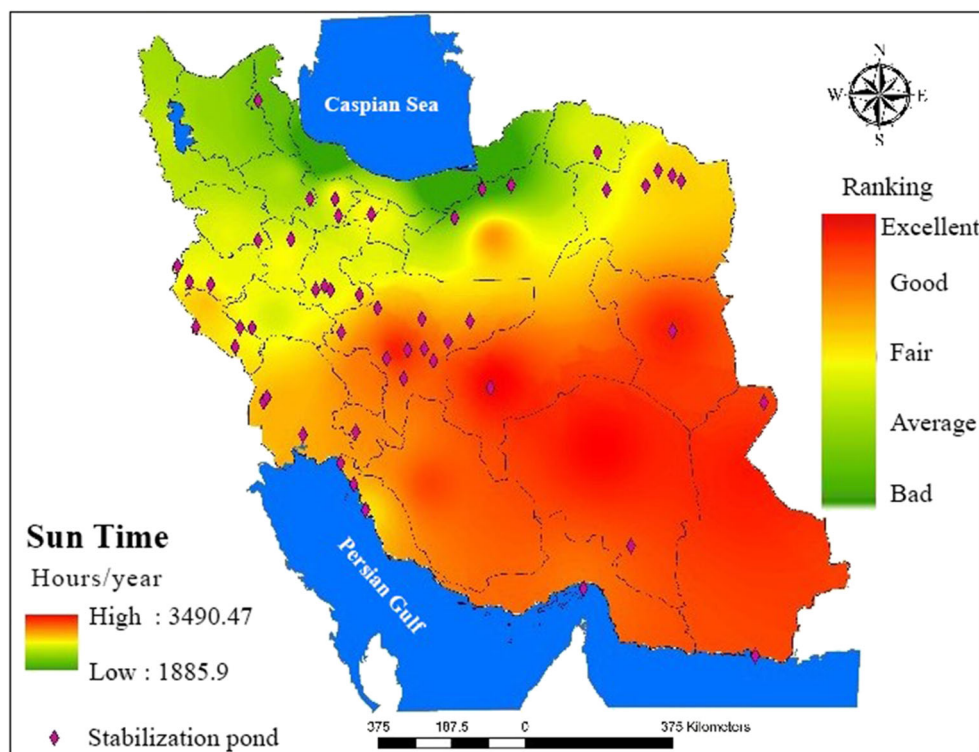 Caspian Sea
N
W
E
S
Ranking
Excellent
Good
Fair
Average
Bad
Persian Gulf
Sun Time
Hours/year
High : 3490.47
Low : 1885.9
Stabilization pond
375 187.5 0 375 Kilometers